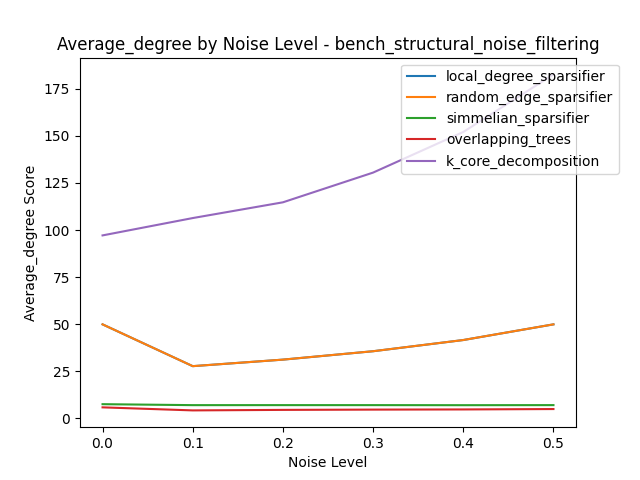 Average_degree by Noise Level - bench_structural_noise_filtering
local_degree_sparsifier
random_edge_sparsifier
simmelian_sparsifier
overlapping_trees
k_core_decomposition
Average_degree Score
175
150
125
100
75
50
25
0
0.0 0.1 0.2 0.3 0.4 0.5
Noise Level